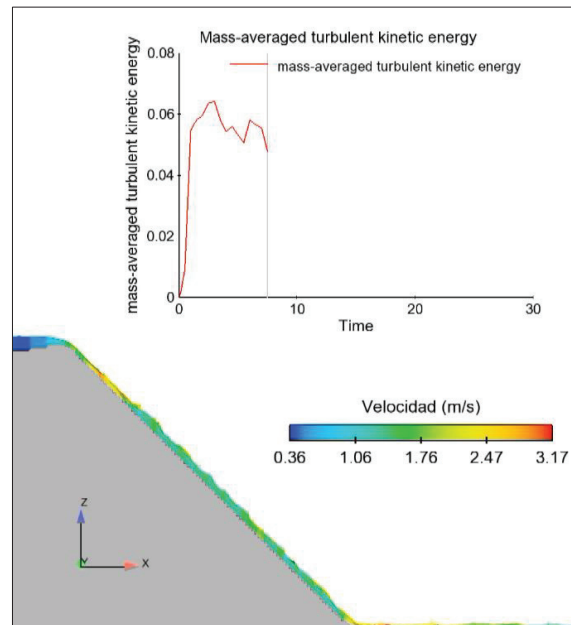 Mass-averaged turbulent kinetic energy
mass-averaged turbulent kinetic energy
mass-averaged turbulent kinetic energy
0.08
0.06
0.04
0.02
0
0 10 20 30
Time
Velocidad (m/s)
0.36 1.06 1.76 2.47 3.17
Z
Y X